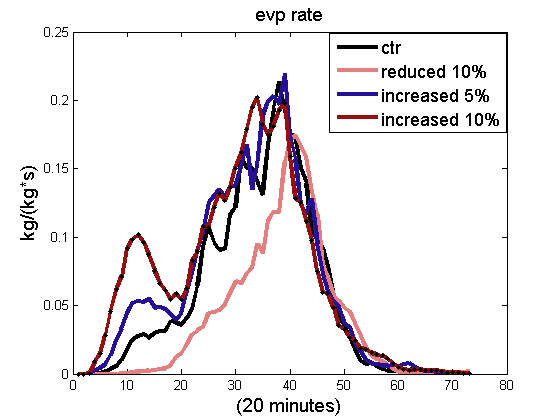 evp rate
0.25
0.2
0.15
0.1
0.05
0
kg/(kg*s)
ctr
reduced 10%
increased 5%
increased 10%
0 10 20 30 40 50 60 70 80
(20 minutes)